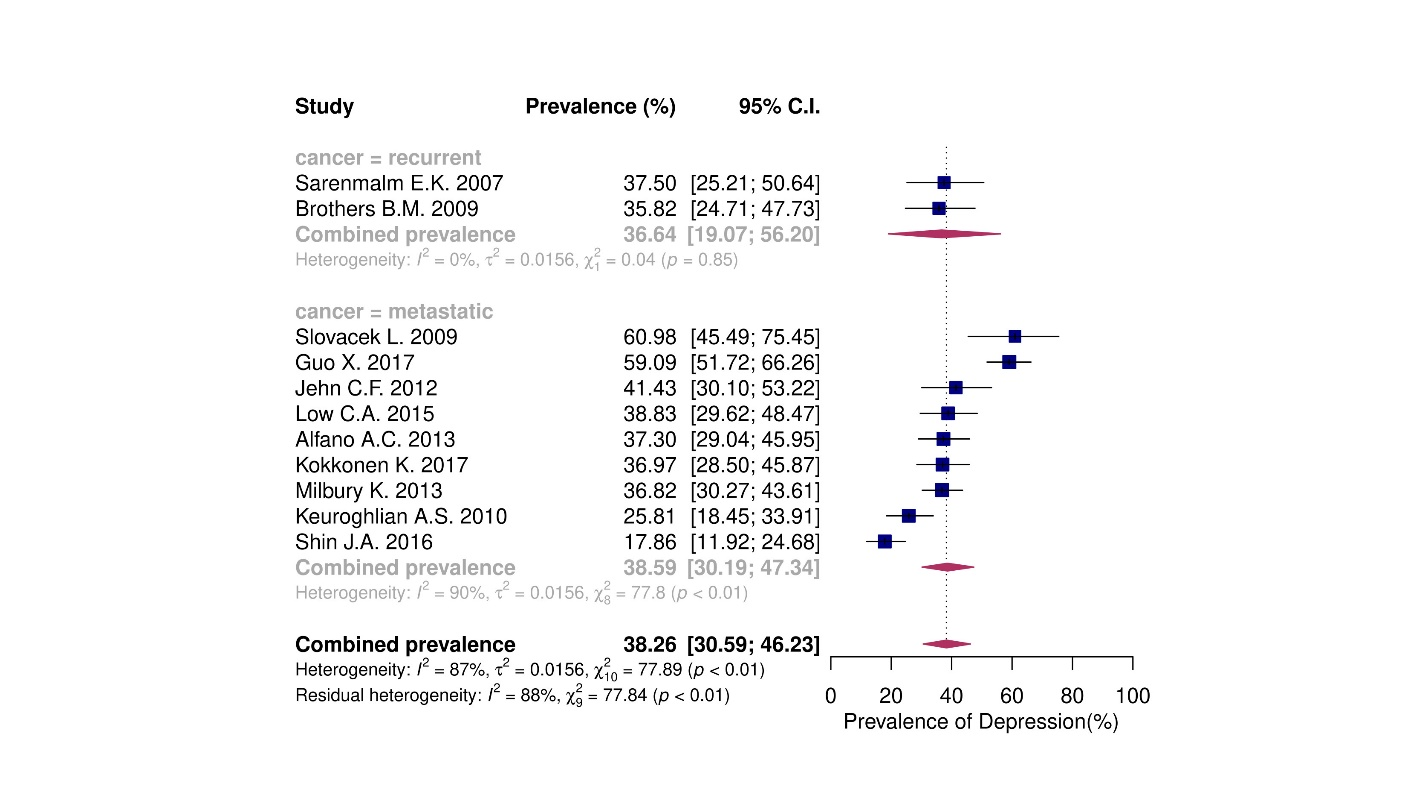 Study Prevalence (%) 95% C.I.
cancer = recurrent
Sarenmalm E.K. 2007 37.50 [25.21; 50.64]
Brothers B.M. 2009 35.82 [24.71; 47.73]
Combined prevalence 36.64 [19.07; 56.20]
Heterogeneity: I² = 0%, τ² = 0.0156, χ²₁ = 0.04 (p = 0.85)
cancer = metastatic
Slovacek L. 2009 60.98 [45.49; 75.45]
Guo X. 2017 59.09 [51.72; 66.26]
Jehn C.F. 2012 41.43 [30.10; 53.22]
Low C.A. 2015 38.83 [29.62; 48.47]
Alfano A.C. 2013 37.30 [29.04; 45.95]
Kokkonen K. 2017 36.97 [28.50; 45.87]
Milbury K. 2013 36.82 [30.27; 43.61]
Keuroghlian A.S. 2010 25.81 [18.45; 33.91]
Shin J.A. 2016 17.86 [11.92; 24.68]
Combined prevalence 38.59 [30.19; 47.34]
Heterogeneity: I² = 90%, τ² = 0.0156, χ²₈ = 77.8 (p < 0.01)
Combined prevalence 38.26 [30.59; 46.23]
Heterogeneity: I² = 87%, τ² = 0.0156, χ²₁₀ = 77.89 (p < 0.01)
Residual heterogeneity: I² = 88%, χ²₉ = 77.84 (p < 0.01)
0 20 40 60 80 100
Prevalence of Depression(%)